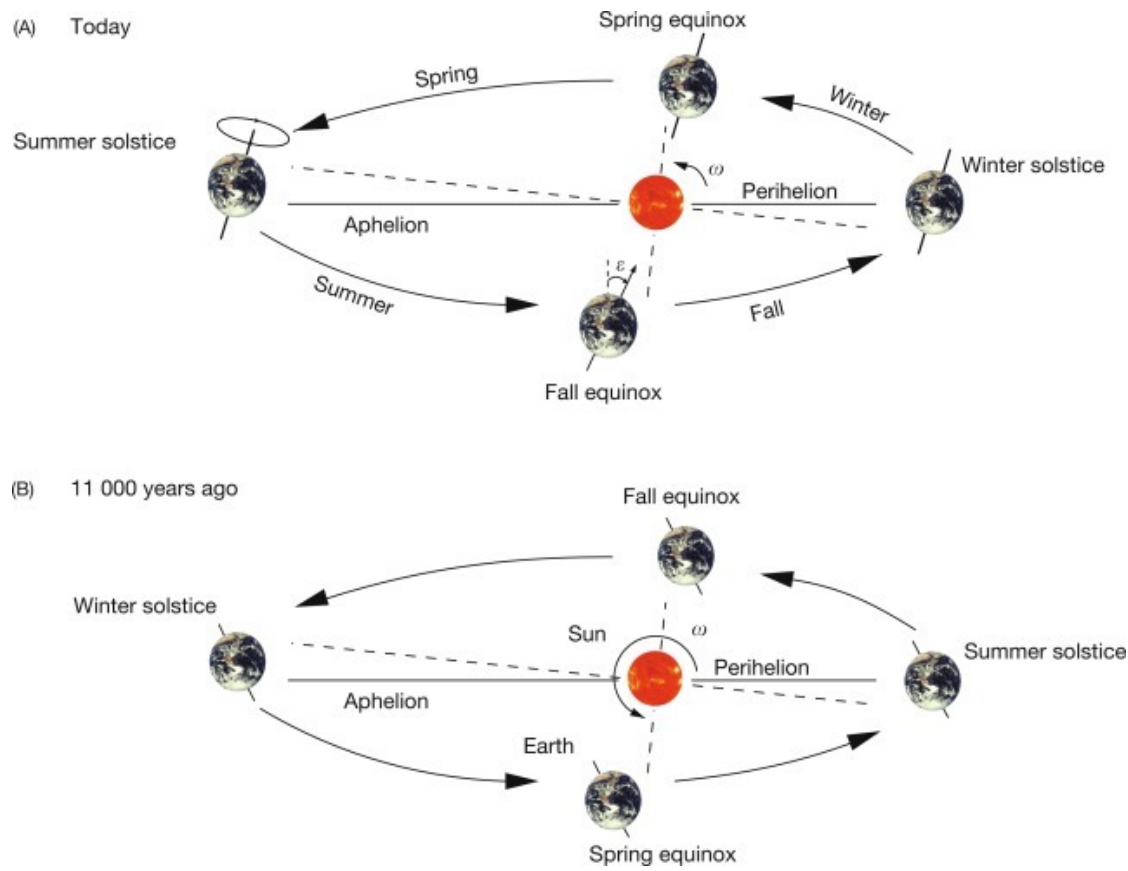 (A) Today
Spring equinox
Spring
Winter
Summer solstice
Winter solstice
ω
Perihelion
Aphelion
ε
Summer
Fall
Fall equinox
(B) 11 000 years ago
Fall equinox
Winter solstice
Sun
ω
Summer solstice
Perihelion
Aphelion
Earth
Spring equinox